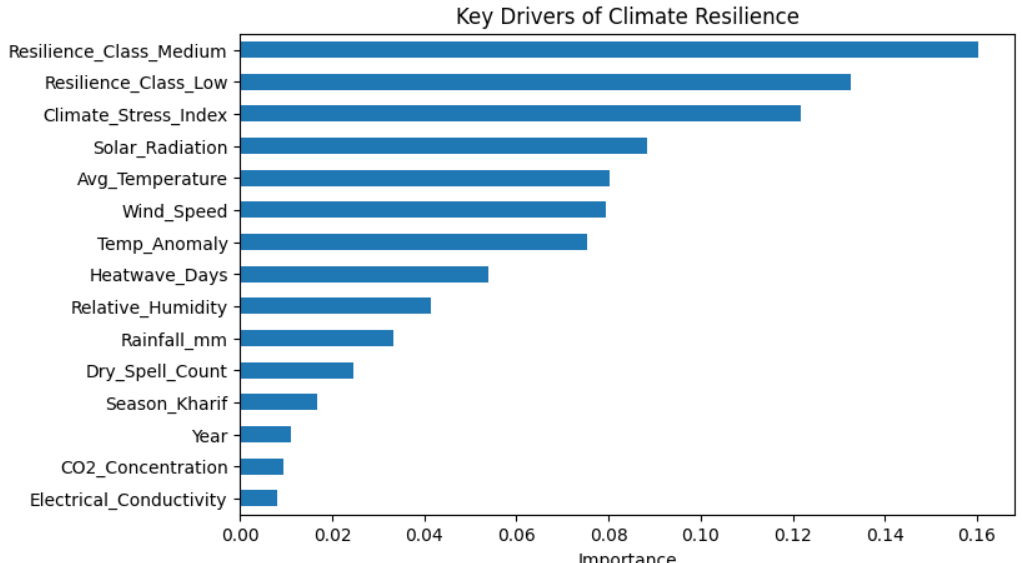 Key Drivers of Climate Resilience
Resilience_Class_Medium
Resilience_Class_Low
Climate_Stress_Index
Solar_Radiation
Avg_Temperature
Wind_Speed
Temp_Anomaly
Heatwave_Days
Relative_Humidity
Rainfall_mm
Dry_Spell_Count
Season_Kharif
Year
CO2_Concentration
Electrical_Conductivity
0.00 0.02 0.04 0.06 0.08 0.10 0.12 0.14 0.16
Importance